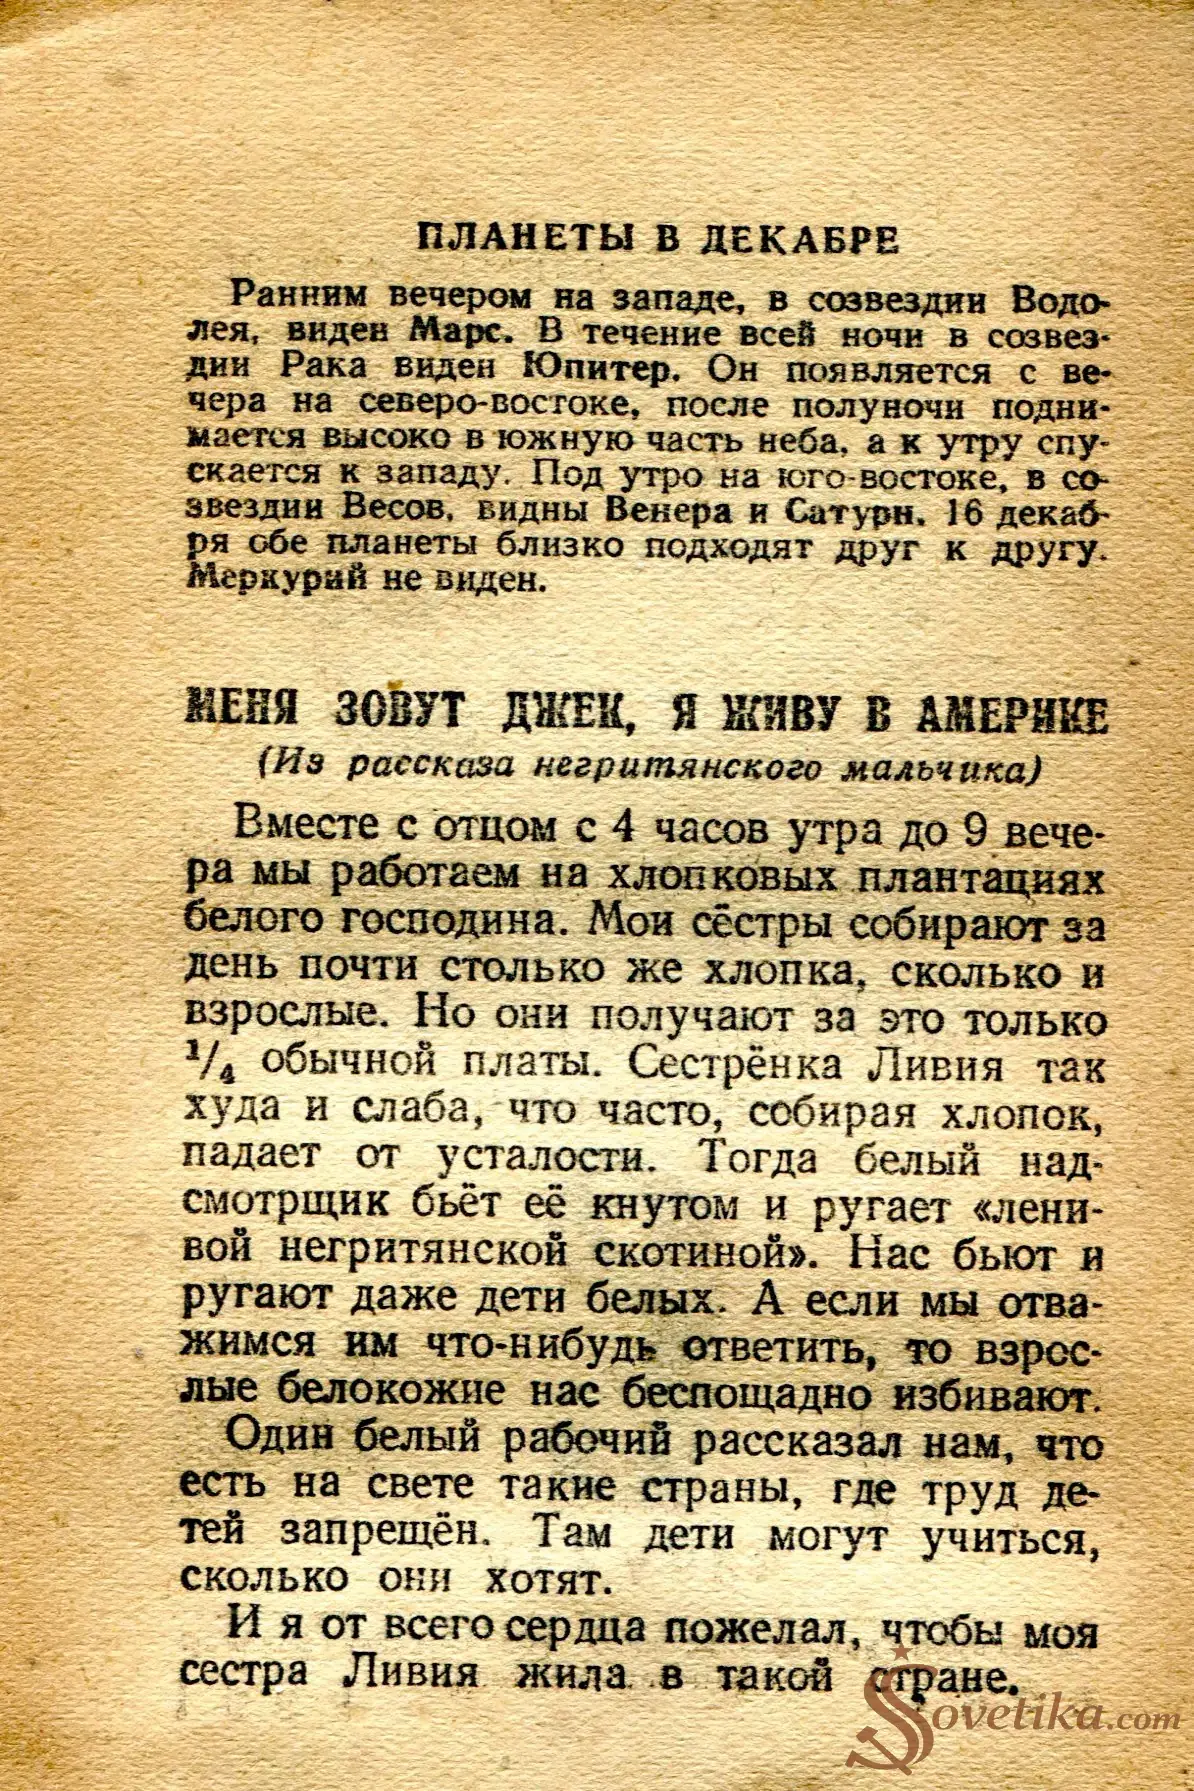 ПЛАНЕТЫ В ДЕКАБРЕ
Ранним вечером на западе, в созвездии Водо-
лея, виден Марс. В течение всей ночи в созвез-
дии Рака виден Юпитер. Он появляется с ве-
чера на северо-востоке, после полуночи подни-
мается высоко в южную часть неба, а к утру спу-
скается к западу. Под утро на юго-востоке, в со-
звездии Весов, видны Венера и Сатурн. 16 декаб-
ря обе планеты близко подходят друг к другу.
Меркурий не виден.
МЕНЯ ЗОВУТ ДЖЕК, Я ЖИВУ В АМЕРИКЕ
(Из рассказа негритянского мальчика)
Вместе с отцом с 4 часов утра до 9 вече-
ра мы работаем на хлопковых плантациях
белого господина. Мои сёстры собирают за
день почти столько же хлопка, сколько и
взрослые. Но они получают за это только
1/4 обычной платы. Сестрёнка Ливия так
худа и слаба, что часто, собирая хлопок,
падает от усталости. Тогда белый над-
смотрщик бьёт её кнутом и ругает «лени-
вой негритянской скотиной». Нас бьют и
ругают даже дети белых. А если мы отва-
жимся им что-нибудь ответить, то взрос-
лые белокожие нас беспощадно избивают.
Один белый рабочий рассказал нам, что
есть на свете такие страны, где труд де-
тей запрещён. Там дети могут учиться,
сколько они хотят.
И я от всего сердца пожелал, чтобы моя
сестра Ливия жила в такой стране.
Sovetika.com